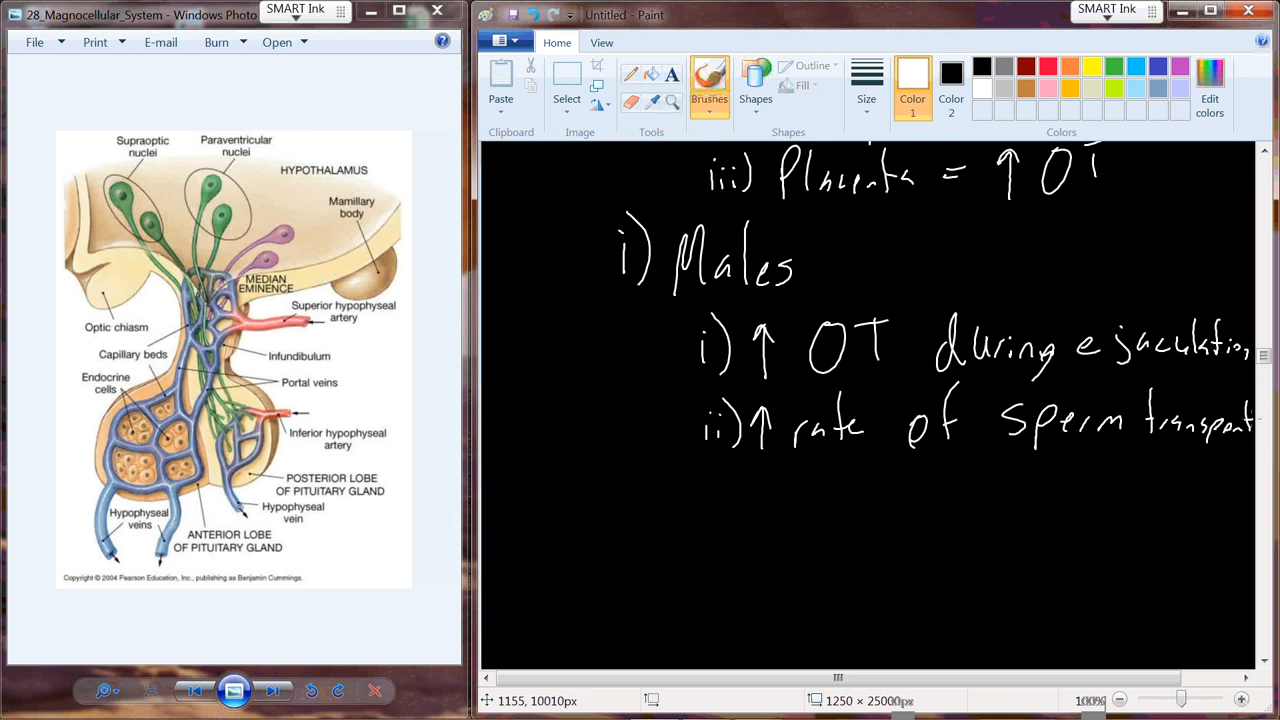 28_Magnocellular_System - Windows Photo
SMART Ink
File Print E-mail Burn Open
Supraoptic
nuclei
Paraventricular
nuclei
HYPOTHALAMUS
Mamillary
body
MEDIAN
EMINENCE
Superior hypophyseal
artery
Optic chiasm
Capillary beds
Infundibulum
Endocrine
cells
Portal veins
Inferior hypophyseal
artery
POSTERIOR LOBE
OF PITUITARY GLAND
Hypophyseal
veins
Hypophyseal
vein
ANTERIOR LOBE
OF PITUITARY GLAND
Copyright © 2004 Pearson Education, Inc., publishing as Benjamin Cummings.
Untitled - Paint
SMART Ink
Home View
Paste
Select
Brushes
Shapes
Outline
Fill
Size
Color
1
Color
2
Edit
colors
Clipboard Image Tools Shapes Colors
iii) Placenta = ↑ OT
i) Males
i) ↑ OT during ejaculation
ii) ↑ rate of sperm transport
1155, 10010px
1250 × 25000px
100%